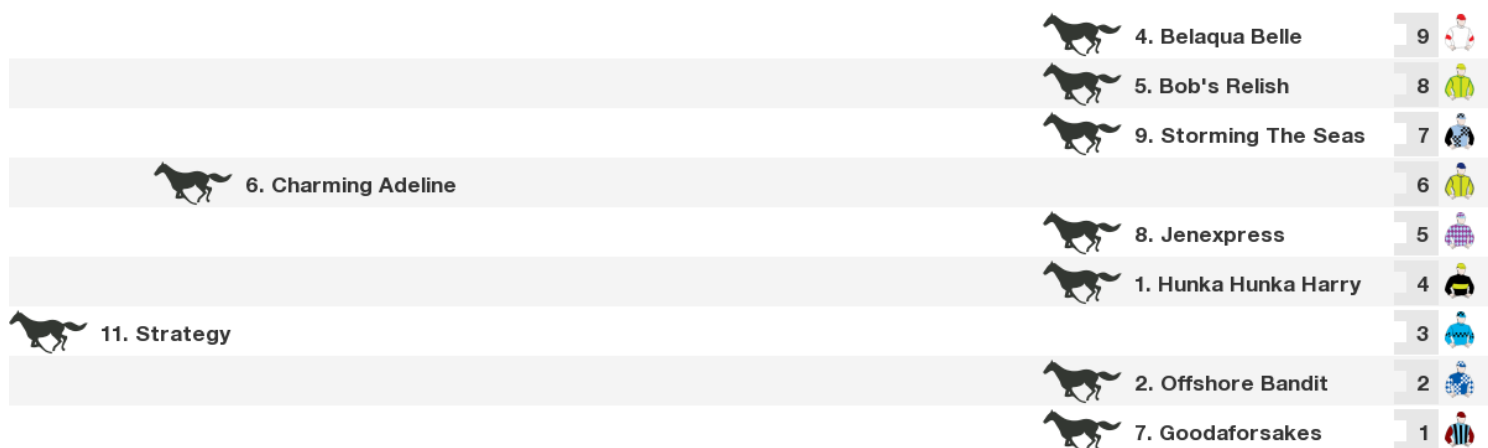 4. Belaqua Belle 9
5. Bob's Relish 8
9. Storming The Seas 7
6. Charming Adeline 6
8. Jenexpress 5
1. Hunka Hunka Harry 4
11. Strategy 3
2. Offshore Bandit 2
7. Goodaforsakes 1